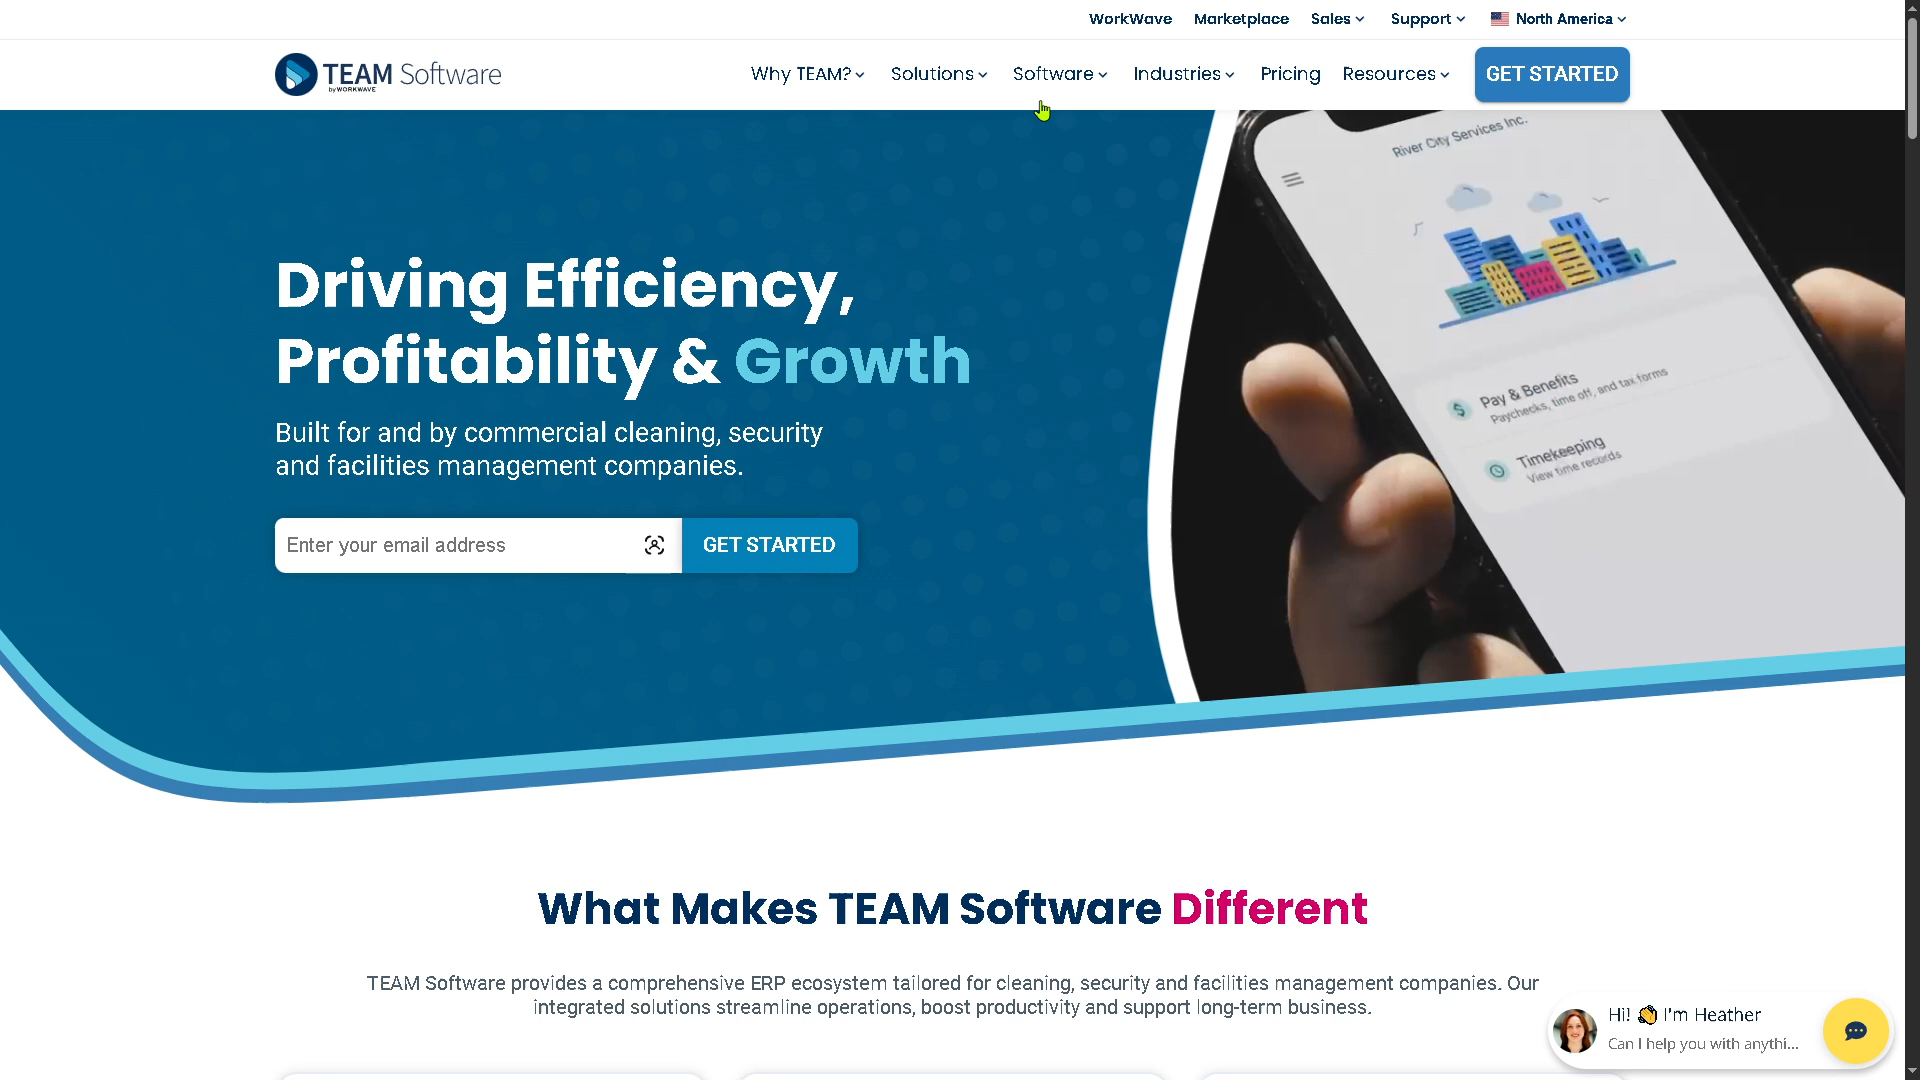 WorkWave Marketplace Sales Support North America
TEAM Software
by WORKWAVE
Why TEAM? Solutions Software Industries Pricing Resources GET STARTED
River City Services Inc.
Driving Efficiency,
Profitability & Growth
Built for and by commercial cleaning, security
and facilities management companies.
Pay & Benefits
Paychecks, time off, and tax forms
Timekeeping
View time records
Enter your email address GET STARTED
What Makes TEAM Software Different
TEAM Software provides a comprehensive ERP ecosystem tailored for cleaning, security and facilities management companies. Our
integrated solutions streamline operations, boost productivity and support long-term business.
Hi! 👋 I'm Heather
Can I help you with anythi...